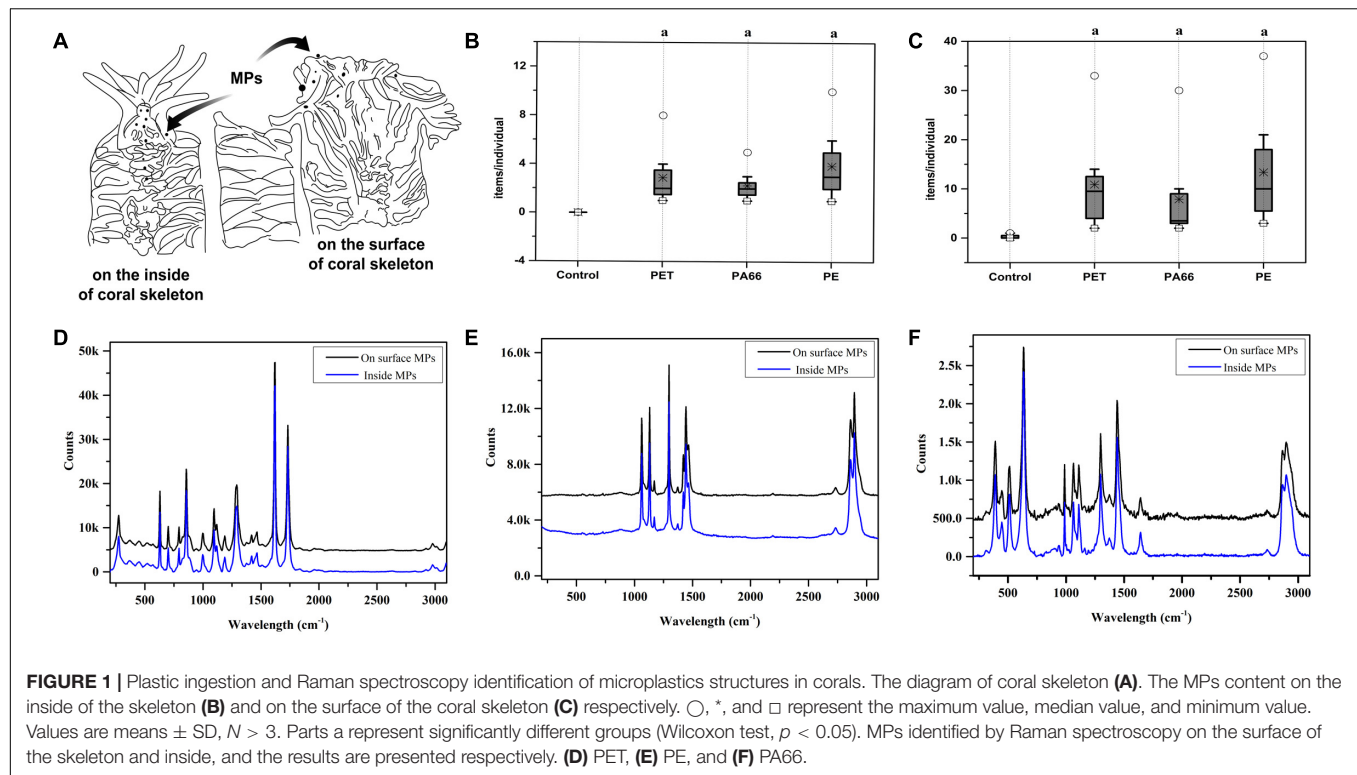 A
MPs
on the inside
of coral skeleton
on the surface
of coral skeleton
B
a a a
items/individual
12
8
4
0
-4
Control PET PA66 PE
C
a a a
items/individual
40
30
20
10
0
Control PET PA66 PE
D
50k
40k
30k
20k
10k
0
Counts
On surface MPs
Inside MPs
500 1000 1500 2000 2500 3000
Wavelength (cm⁻¹)
E
16.0k
12.0k
8.0k
4.0k
0.0
Counts
On surface MPs
Inside MPs
500 1000 1500 2000 2500 3000
Wavelength (cm⁻¹)
F
2.5k
2.0k
1.5k
1.0k
500.0
0.0
Counts
On surface MPs
Inside MPs
500 1000 1500 2000 2500 3000
Wavelength (cm⁻¹)
FIGURE 1 | Plastic ingestion and Raman spectroscopy identification of microplastics structures in corals. The diagram of coral skeleton (A). The MPs content on the
inside of the skeleton (B) and on the surface of the coral skeleton (C) respectively. ◯, *, and □ represent the maximum value, median value, and minimum value.
Values are means ± SD, N > 3. Parts a represent significantly different groups (Wilcoxon test, p < 0.05). MPs identified by Raman spectroscopy on the surface of
the skeleton and inside, and the results are presented respectively. (D) PET, (E) PE, and (F) PA66.